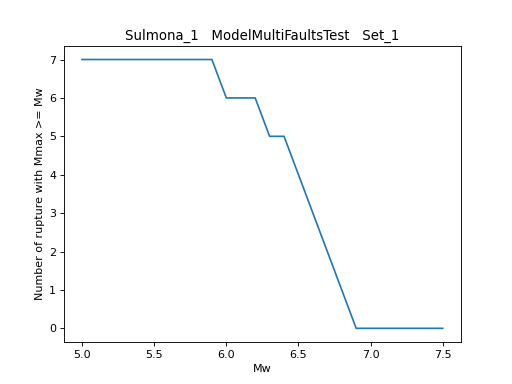 Sulmona_1 ModelMultiFaultsTest Set_1
Number of rupture with Mmax >= Mw
7
6
5
4
3
2
1
0
5.0 5.5 6.0 6.5 7.0 7.5
Mw